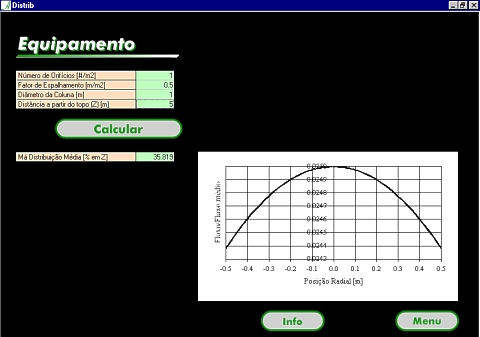 Distrib
Equipamento
Número de Orifícios [#/m2] 1
Fator de Espalhamento [m/m2] 0.5
Diâmetro da Coluna [m] 1
Distância a partir do topo (Z) [m] 5
Calcular
Má Distribuição Média [% em Z] 35.819
Fluxo/Fluxo médio
0.0250
0.0249
0.0248
0.0247
0.0246
0.0245
0.0244
0.0243
-0.5 -0.4 -0.3 -0.2 -0.1 0.0 0.1 0.2 0.3 0.4 0.5
Posição Radial [m]
Info Menu